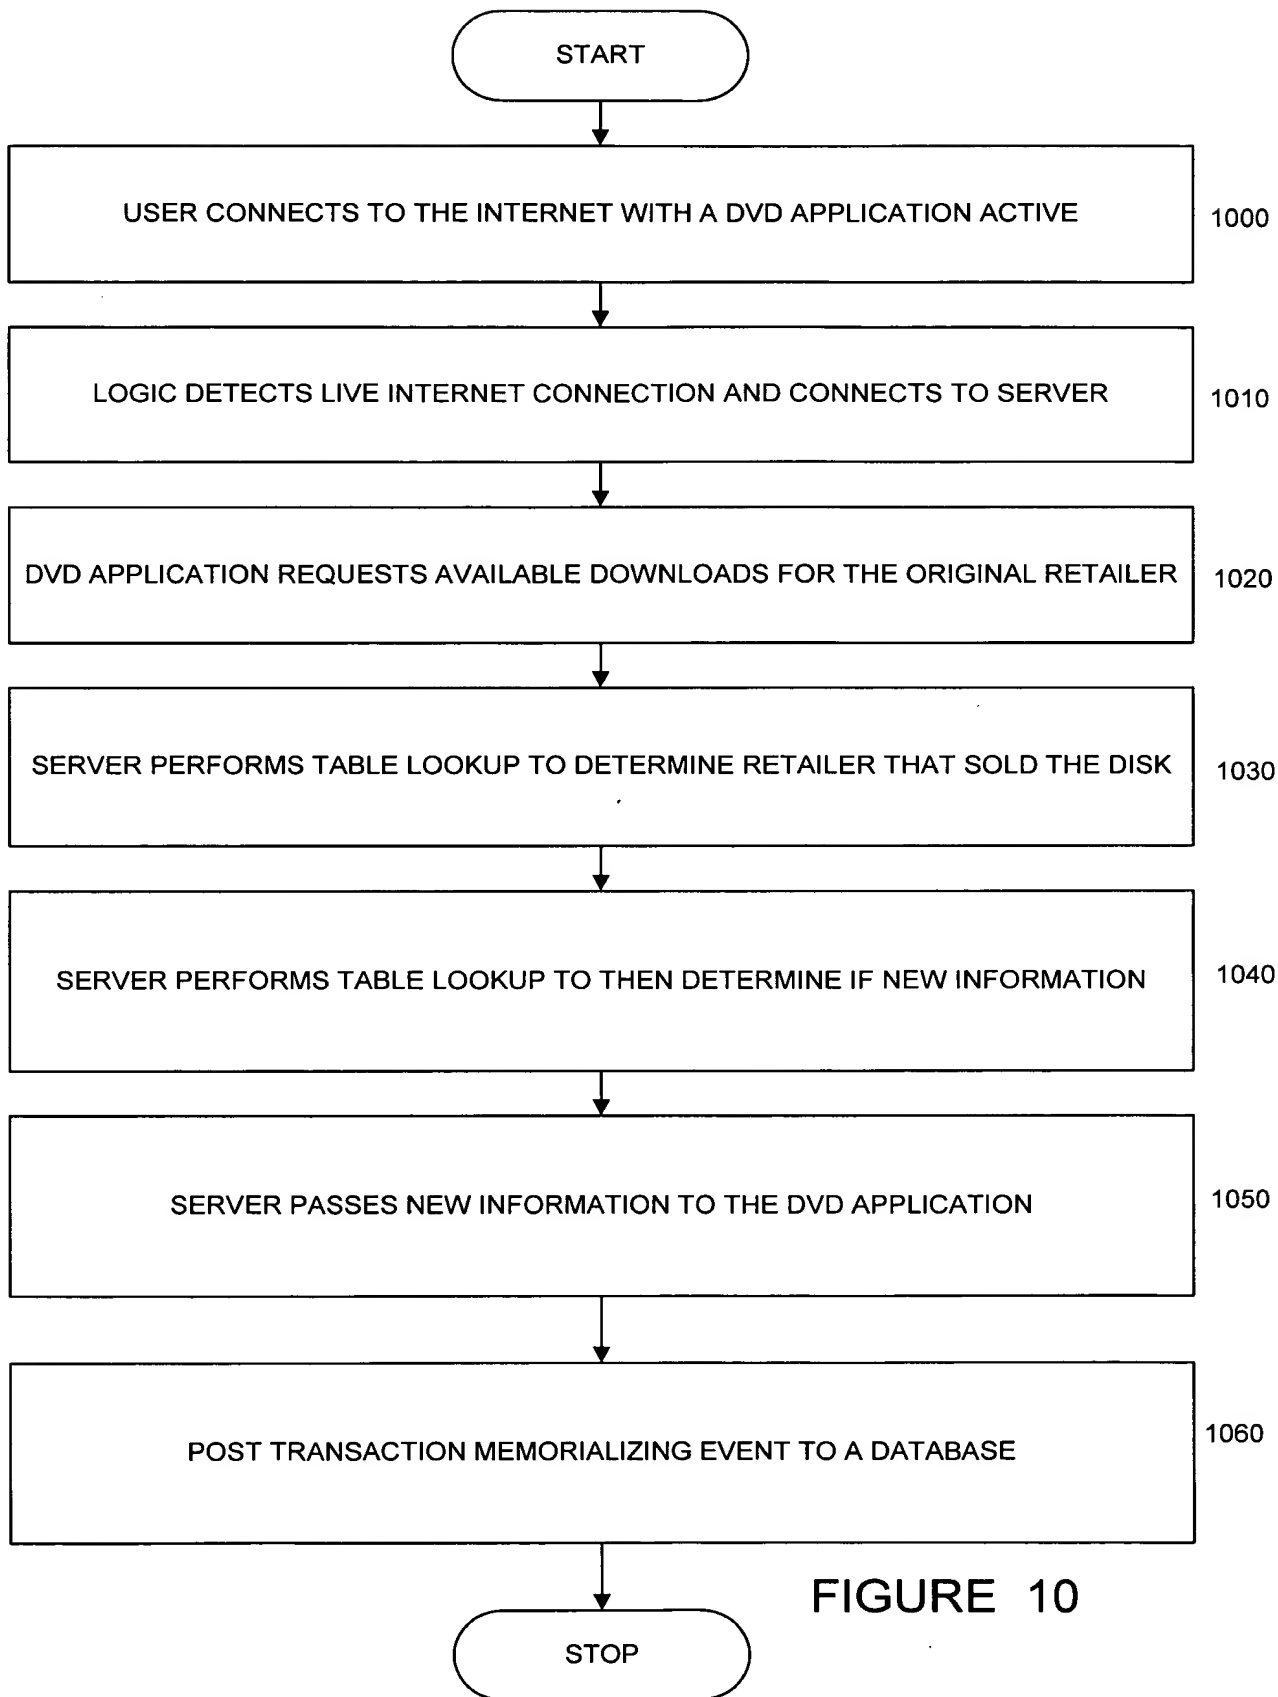 START
USER CONNECTS TO THE INTERNET WITH A DVD APPLICATION ACTIVE
1000
LOGIC DETECTS LIVE INTERNET CONNECTION AND CONNECTS TO SERVER
1010
DVD APPLICATION REQUESTS AVAILABLE DOWNLOADS FOR THE ORIGINAL RETAILER
1020
SERVER PERFORMS TABLE LOOKUP TO DETERMINE RETAILER THAT SOLD THE DISK
1030
SERVER PERFORMS TABLE LOOKUP TO THEN DETERMINE IF NEW INFORMATION
1040
SERVER PASSES NEW INFORMATION TO THE DVD APPLICATION
1050
POST TRANSACTION MEMORIALIZING EVENT TO A DATABASE
1060
FIGURE 10
STOP